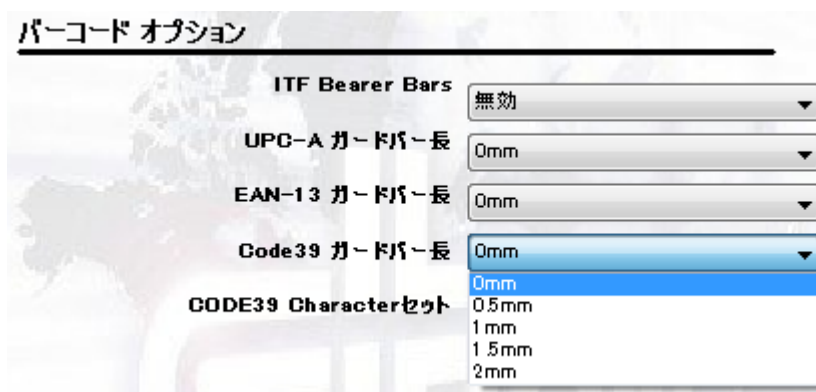 バーコード オプション
ITF Bearer Bars
無効
UPC-A ガードバー長
0mm
EAN-13 ガードバー長
0mm
Code39 ガードバー長
0mm
0mm
CODE39 Characterセット
0.5mm
1mm
1.5mm
2mm